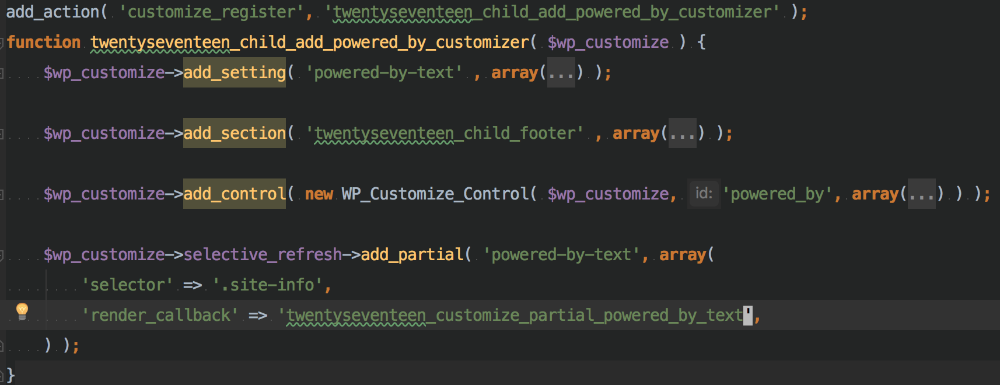 add_action( 'customize_register', 'twentyseventeen_child_add_powered_by_customizer' );
function twentyseventeen_child_add_powered_by_customizer( $wp_customize ) {
$wp_customize->add_setting( 'powered-by-text' , array(...) );
$wp_customize->add_section( 'twentyseventeen_child_footer' , array(...) );
$wp_customize->add_control( new WP_Customize_Control( $wp_customize, id: 'powered_by', array(...) ) );
$wp_customize->selective_refresh->add_partial( 'powered-by-text', array(
'selector' => '.site-info',
'render_callback' => 'twentyseventeen_customize_partial_powered_by_text',
) );
}